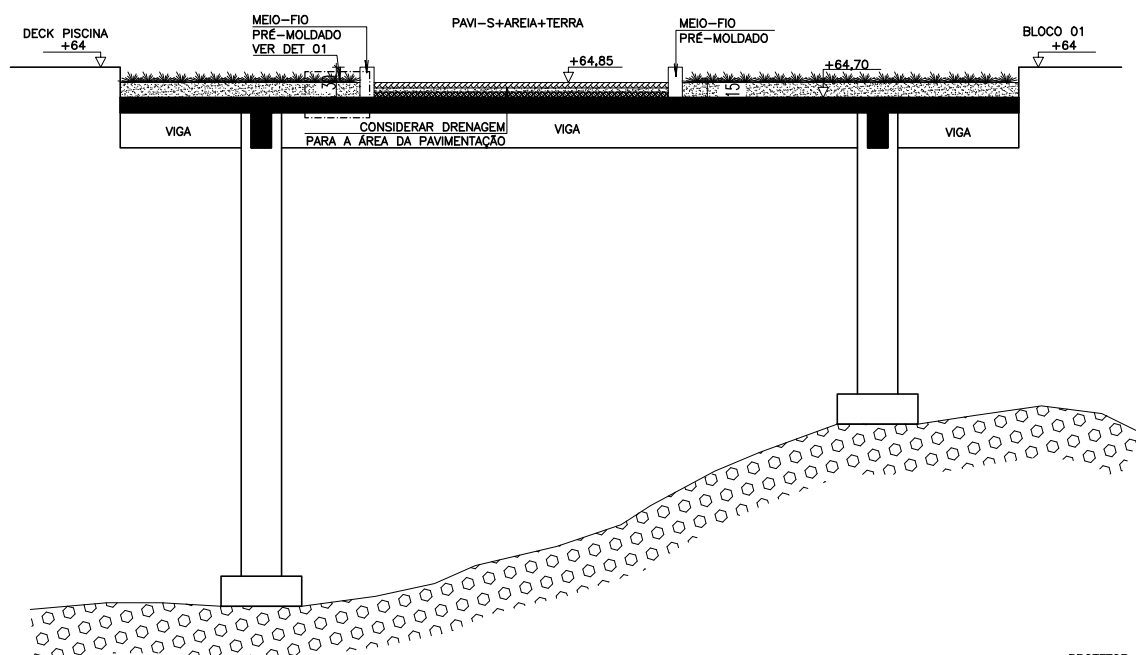 DECK PISCINA
+64
MEIO-FIO
PRÉ-MOLDADO
VER DET 01
PAVI-S+AREIA+TERRA
MEIO-FIO
PRÉ-MOLDADO
BLOCO 01
+64
+64,85
+64,70
30
15
VIGA
CONSIDERAR DRENAGEM
PARA A ÁREA DA PAVIMENTAÇÃO
VIGA
VIGA